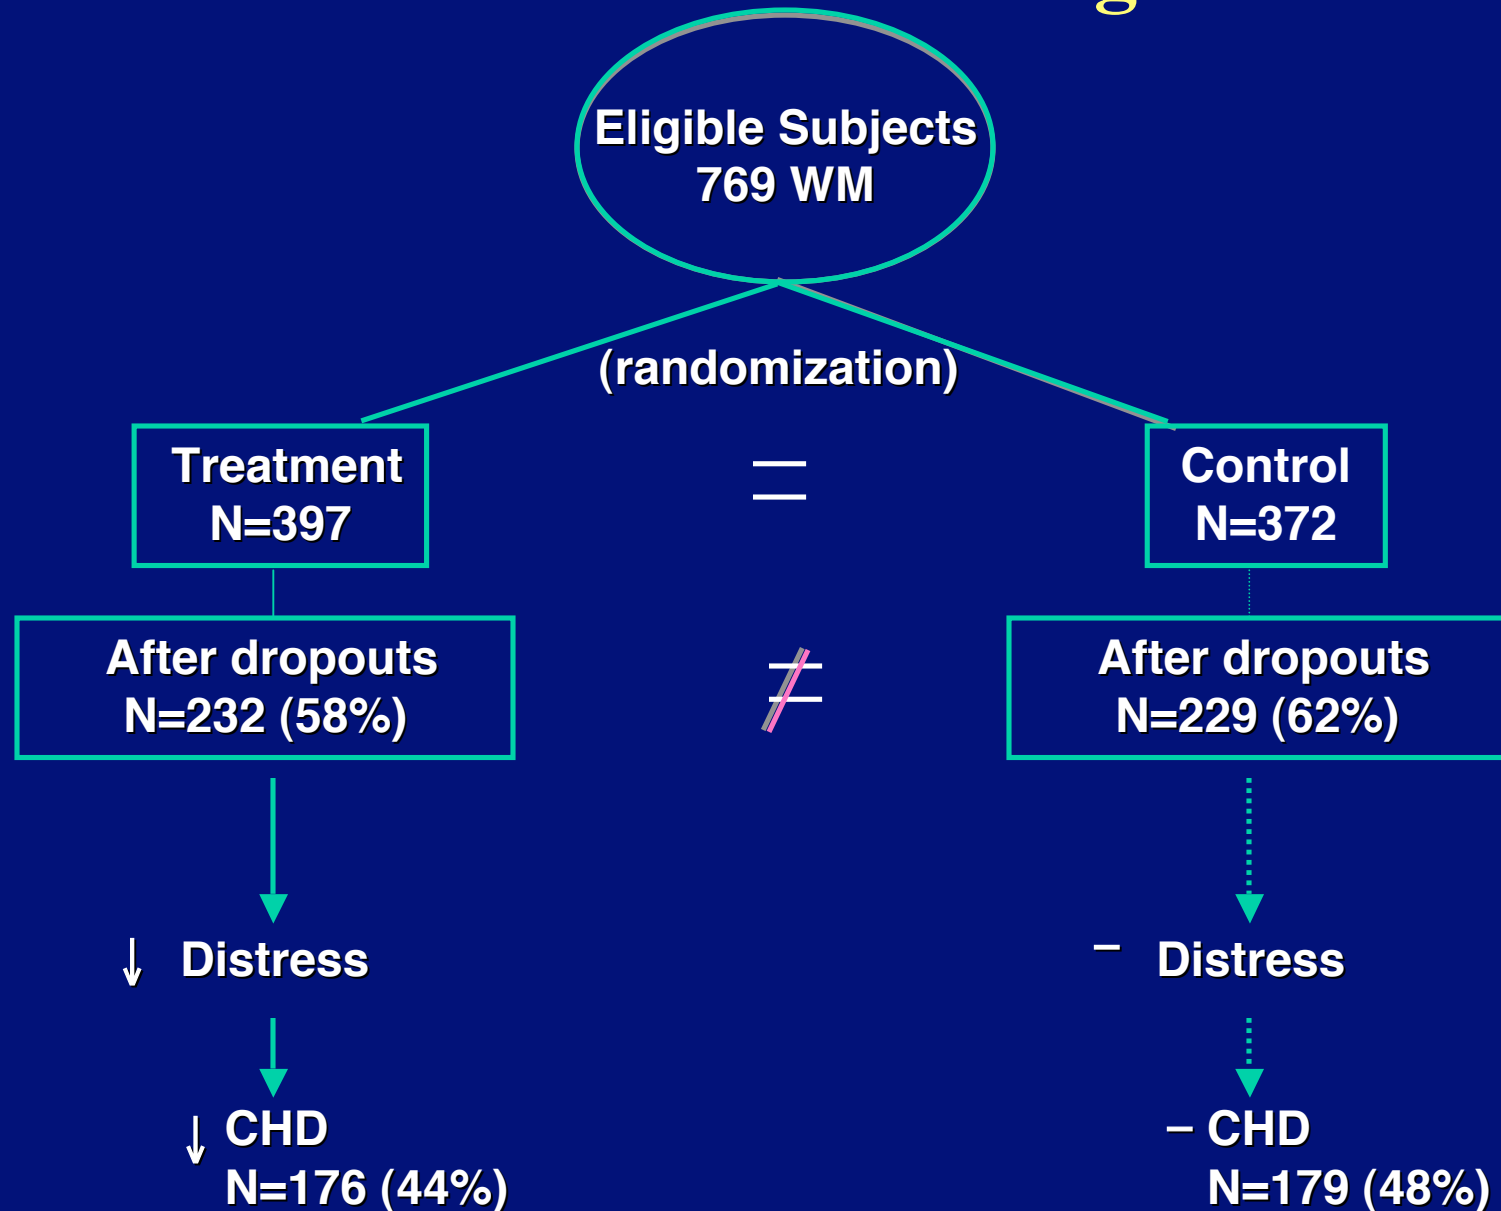 g
Eligible Subjects
769 WM
(randomization)
Treatment
N=397
=
Control
N=372
After dropouts
N=232 (58%)
≠
After dropouts
N=229 (62%)
↓ Distress
– Distress
↓ CHD
N=176 (44%)
– CHD
N=179 (48%)